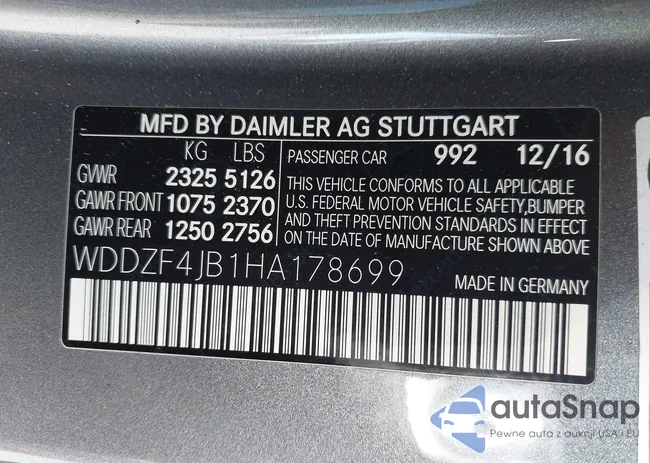 MFD BY DAIMLER AG STUTTGART
KG LBS
GVWR 2325 5126
GAWR FRONT 1075 2370
GAWR REAR 1250 2756
PASSENGER CAR 992 12/16
THIS VEHICLE CONFORMS TO ALL APPLICABLE
U.S. FEDERAL MOTOR VEHICLE SAFETY,BUMPER
AND THEFT PREVENTION STANDARDS IN EFFECT
ON THE DATE OF MANUFACTURE SHOWN ABOVE.
WDDZF4JB1HA178699
MADE IN GERMANY
autaSnap
Pewne auta z aukcji USA i EU